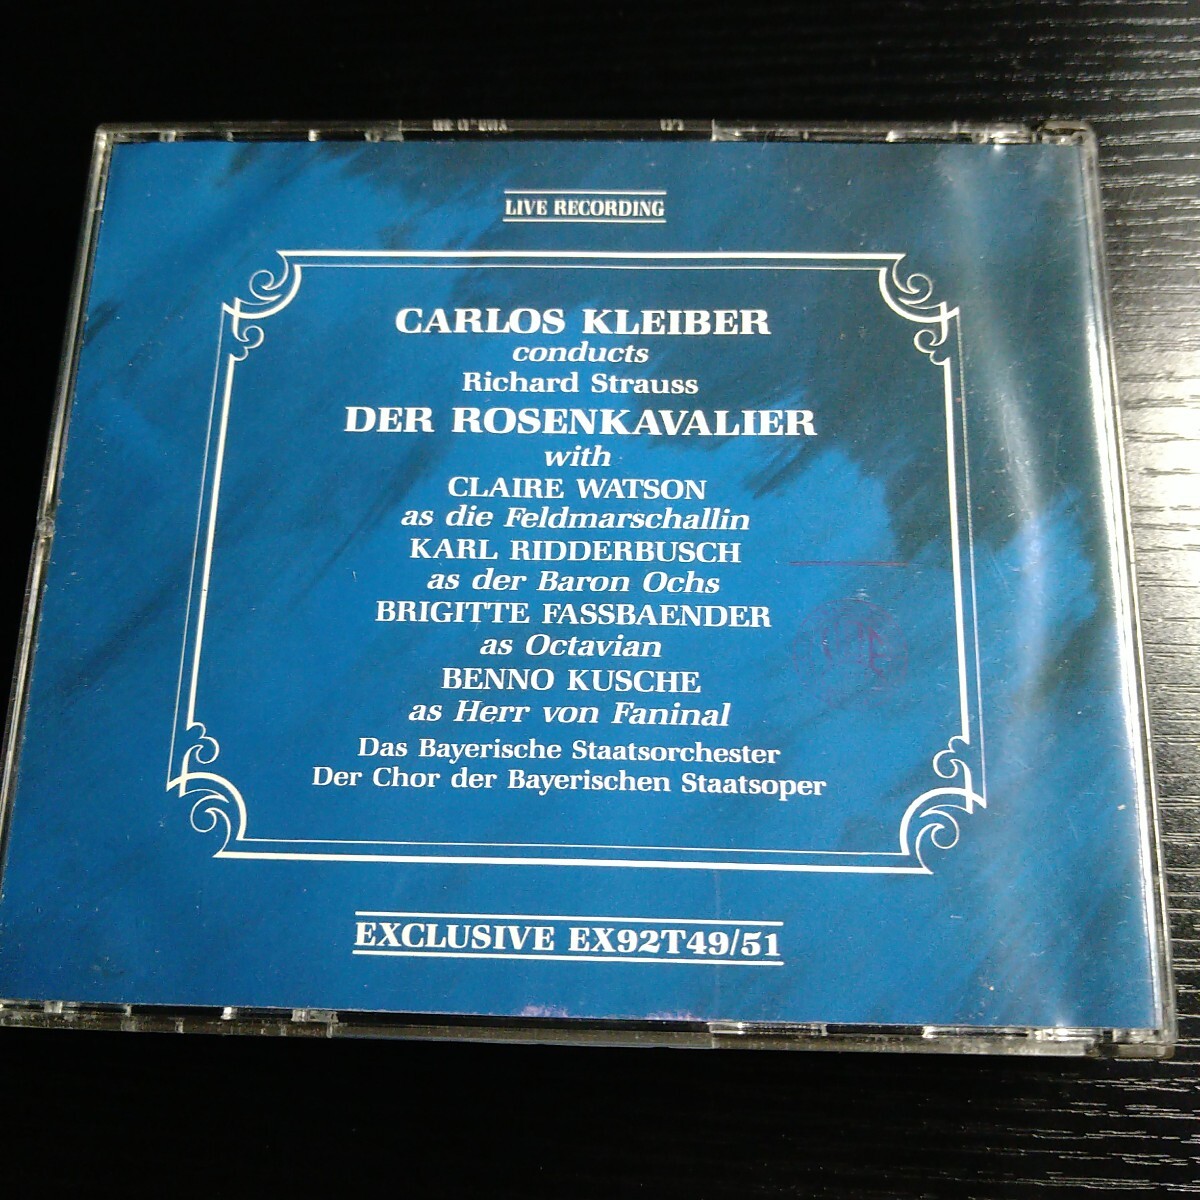 LIVE RECORDING
CARLOS KLEIBER
conducts
Richard Strauss
DER ROSENKAVALIER
with
CLAIRE WATSON
as die Feldmarschallin
KARL RIDDERBUSCH
as der Baron Ochs
BRIGITTE FASSBAENDER
as Octavian
BENNO KUSCHE
as Herr von Faninal
Das Bayerische Staatsorchester
Der Chor der Bayerischen Staatsoper
EXCLUSIVE EX92T49/51